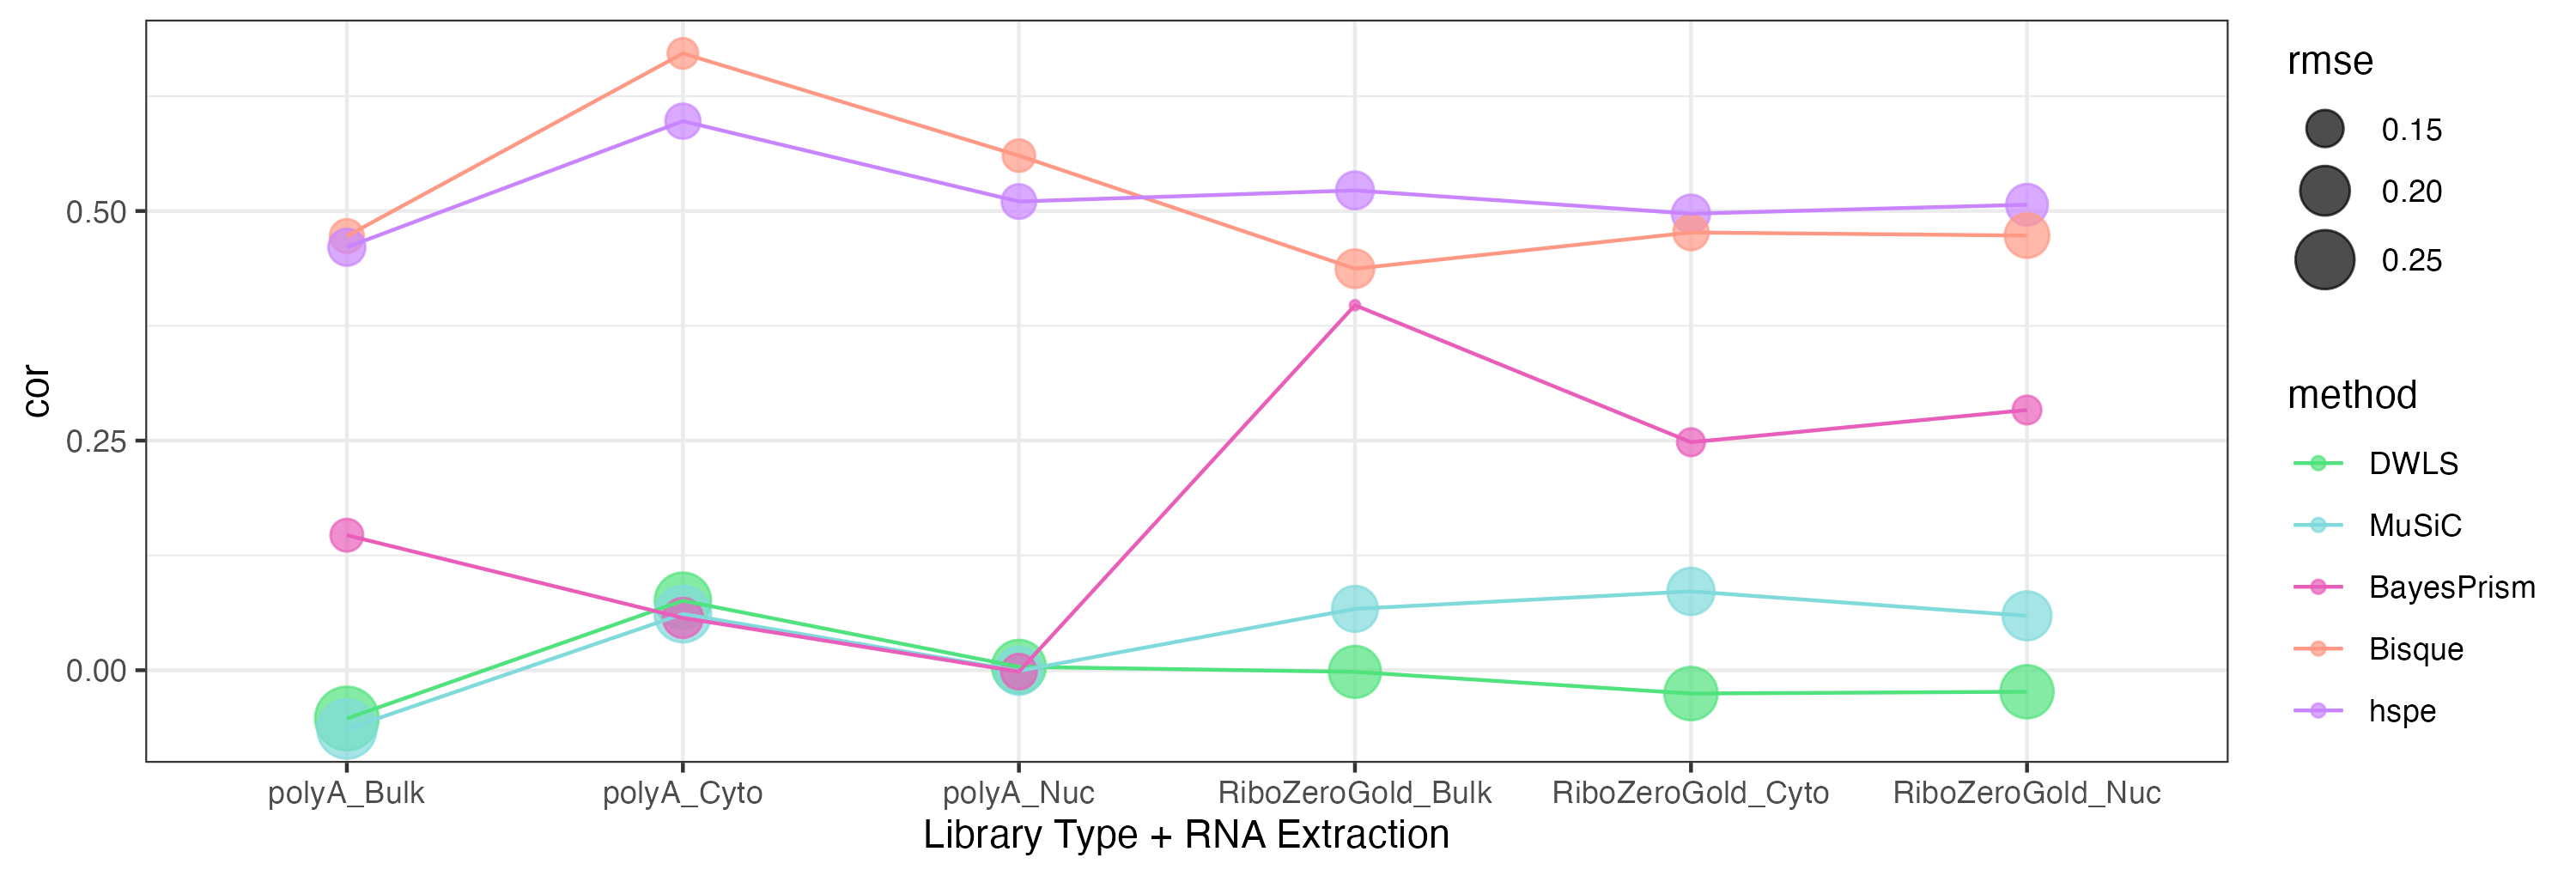 cor
0.50
0.25
0.00
polyA_Bulk
polyA_Cyto
polyA_Nuc
RiboZeroGold_Bulk
RiboZeroGold_Cyto
RiboZeroGold_Nuc
Library Type + RNA Extraction
rmse
0.15
0.20
0.25
method
DWLS
MuSiC
BayesPrism
Bisque
hspe